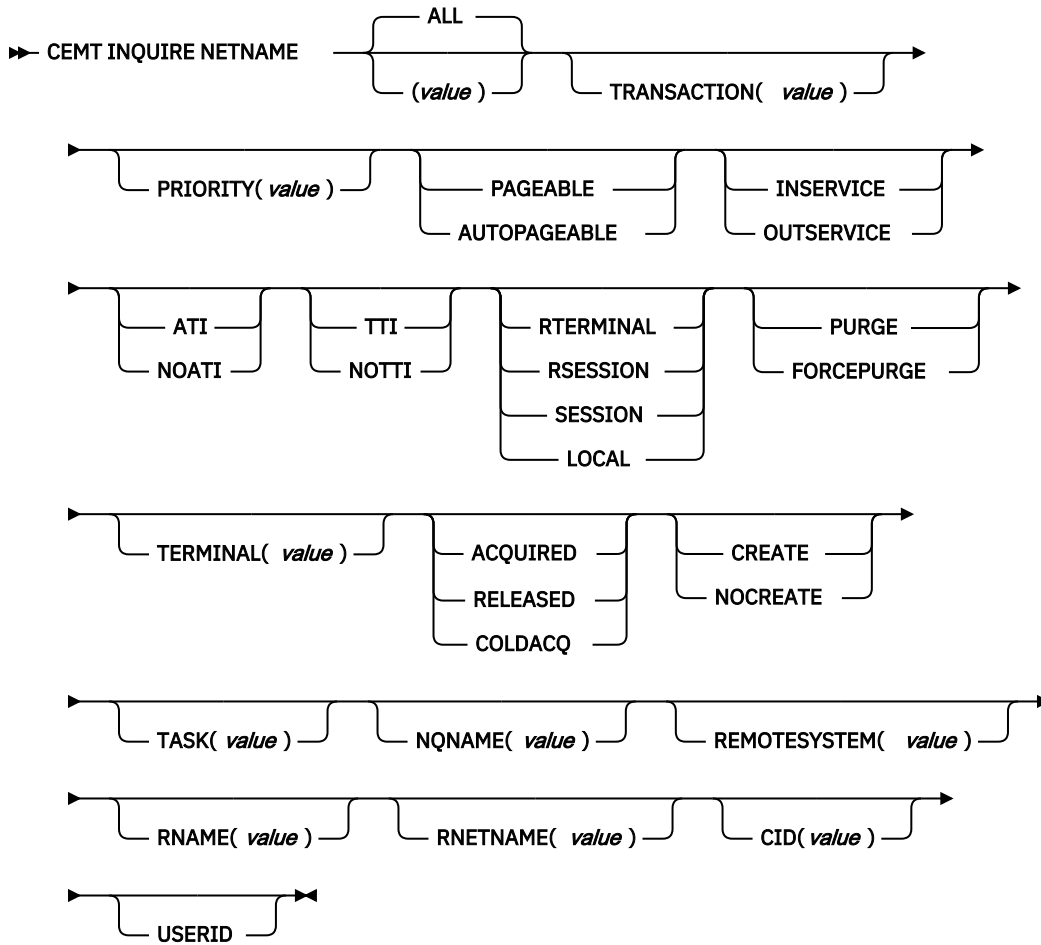 ALL
CEMT INQUIRE NETNAME
(value )
TRANSACTION( value )
PRIORITY( value )
PAGEABLE
INSERVICE
AUTOPAGEABLE
OUTSERVICE
ATI
TTI
RTERMINAL
PURGE
NOATI
NOTTI
RSESSION
FORCEPURGE
SESSION
LOCAL
TERMINAL( value )
ACQUIRED
CREATE
RELEASED
NOCREATE
COLDACQ
TASK( value )
NQNAME( value )
REMOTESYSTEM( value )
RNAME( value )
RNETNAME( value )
CID( value )
USERID